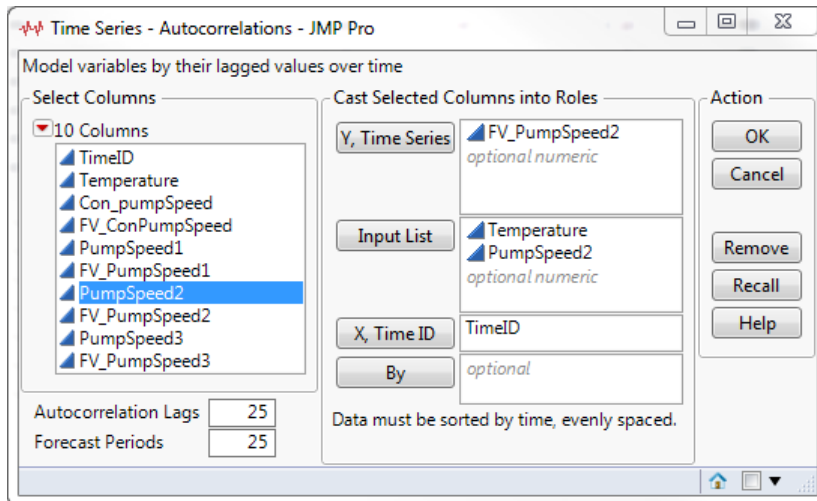 Time Series - Autocorrelations - JMP Pro
Model variables by their lagged values over time
Select Columns
10 Columns
TimeID
Temperature
Con_pumpSpeed
FV_ConPumpSpeed
PumpSpeed1
FV_PumpSpeed1
PumpSpeed2
FV_PumpSpeed2
PumpSpeed3
FV_PumpSpeed3
Autocorrelation Lags 25
Forecast Periods 25
Cast Selected Columns into Roles
Y, Time Series
FV_PumpSpeed2
optional numeric
Input List
Temperature
PumpSpeed2
optional numeric
X, Time ID
TimeID
By
optional
Data must be sorted by time, evenly spaced.
Action
OK
Cancel
Remove
Recall
Help